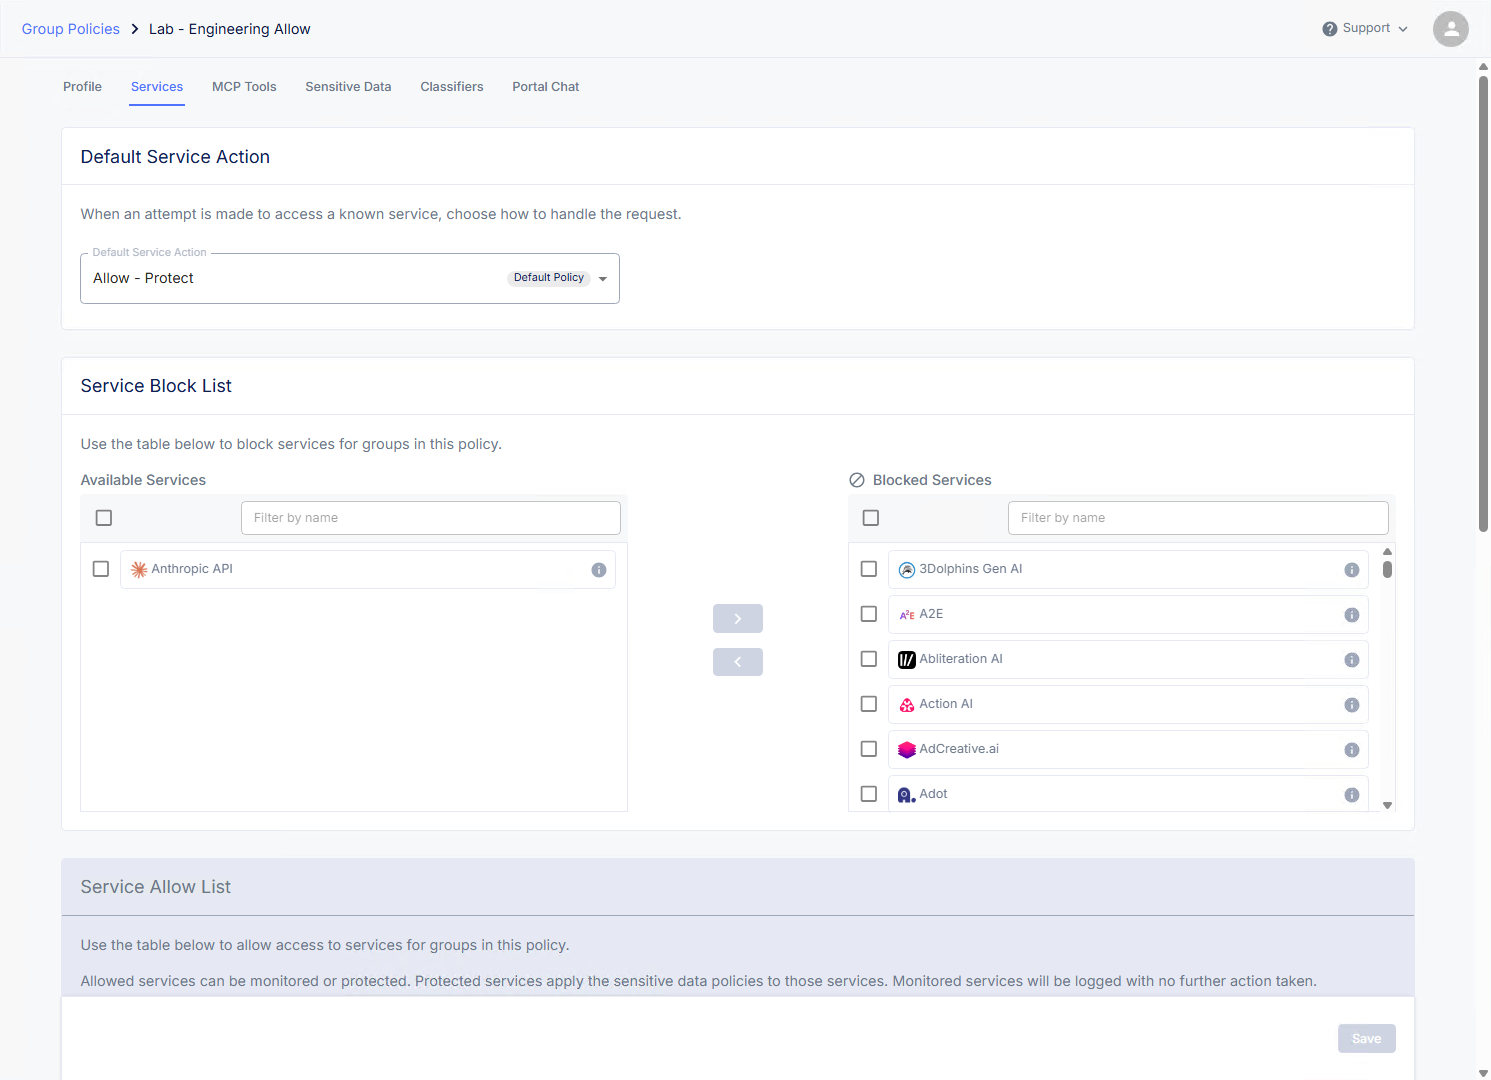 Group Policies > Lab - Engineering Allow
Support
Profile
Services
MCP Tools
Sensitive Data
Classifiers
Portal Chat
Default Service Action
When an attempt is made to access a known service, choose how to handle the request.
Default Service Action
Allow - Protect
Default Policy
Service Block List
Use the table below to block services for groups in this policy.
Available Services
Filter by name
Anthropic API
Blocked Services
Filter by name
3Dolphins Gen AI
A2E A2E
Abliteration AI
Action AI
AdCreative.ai
Adot
Service Allow List
Use the table below to allow access to services for groups in this policy.
Allowed services can be monitored or protected. Protected services apply the sensitive data policies to those services. Monitored services will be logged with no further action taken.
Save